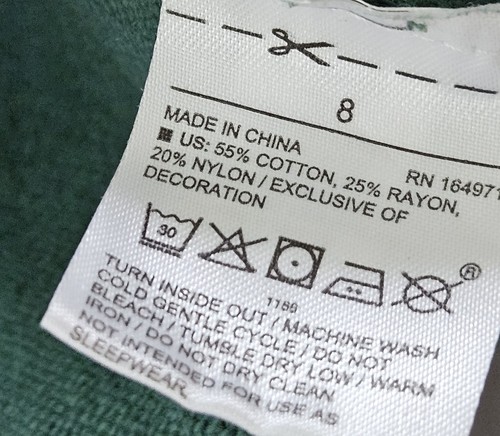 8
MADE IN CHINA
RN 164971
US: 55% COTTON, 25% RAYON,
20% NYLON / EXCLUSIVE OF
DECORATION
30
®
1186
TURN INSIDE OUT / MACHINE WASH
COLD GENTLE CYCLE / DO NOT
BLEACH / TUMBLE DRY LOW / WARM
IRON / DO NOT DRY CLEAN
NOT INTENDED FOR USE AS
SLEEPWEAR